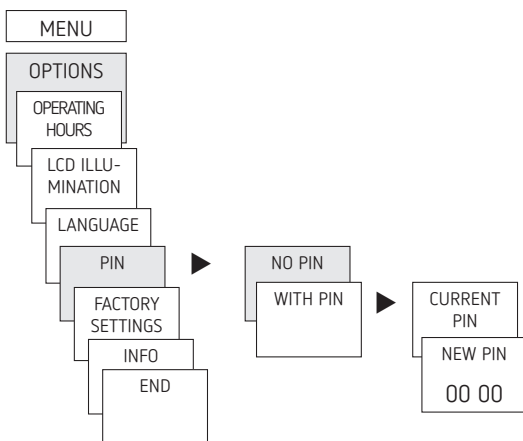 MENU
OPTIONS
OPERATING
HOURS
LCD ILLU-
MINATION
LANGUAGE
PIN
FACTORY
SETTINGS
INFO
END
NO PIN
WITH PIN
CURRENT
PIN
NEW PIN
00 00